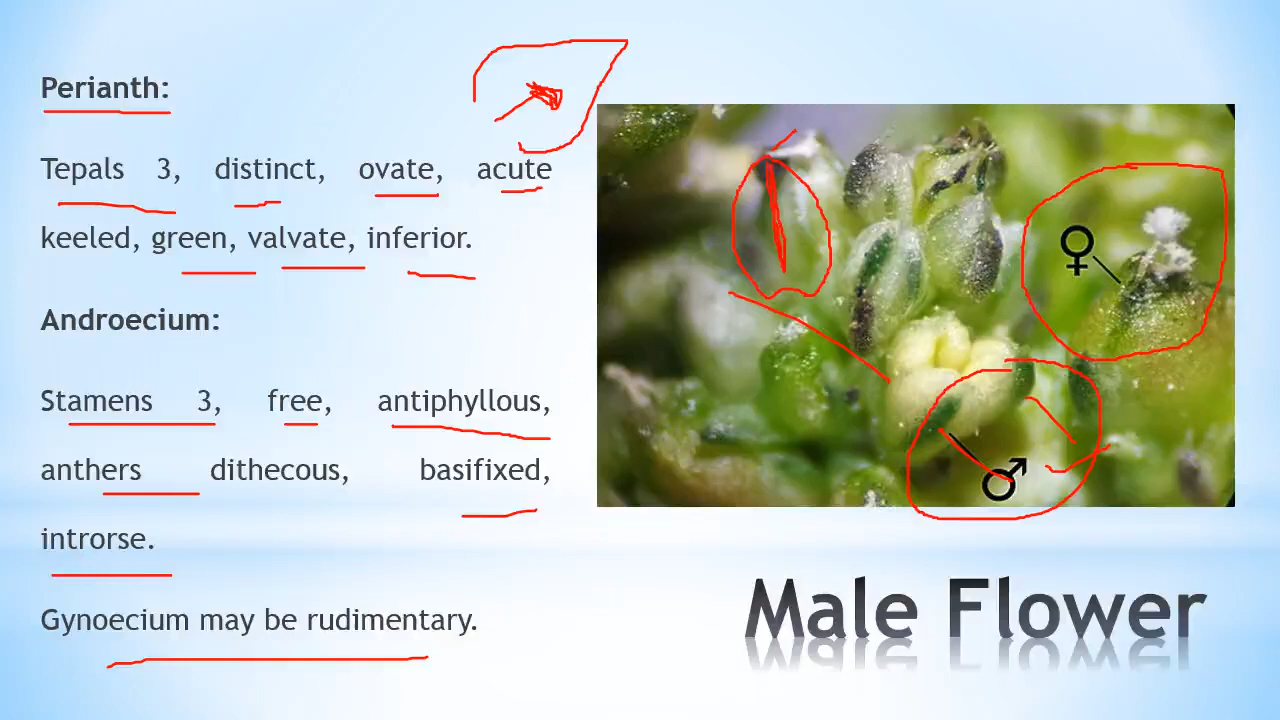 Perianth:
Tepals 3, distinct, ovate, acute
keeled, green, valvate, inferior.
Androecium:
Stamens 3, free, antiphyllous,
anthers dithecous, basifixed,
introrse.
Gynoecium may be rudimentary.
♀
♂
Male Flower